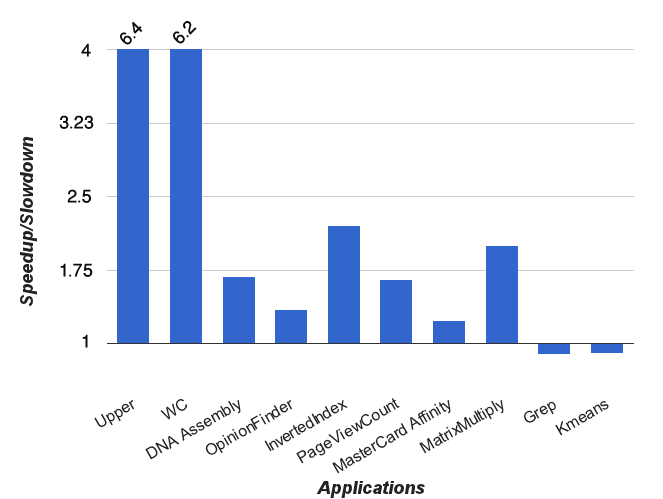 6.4
6.2
4
3.23
2.5
1.75
1
Speedup/Slowdown
Upper
WC
DNA Assembly
OpinionFinder
InvertedIndex
PageViewCount
MasterCard Affinity
MatrixMultiply
Grep
Kmeans
Applications